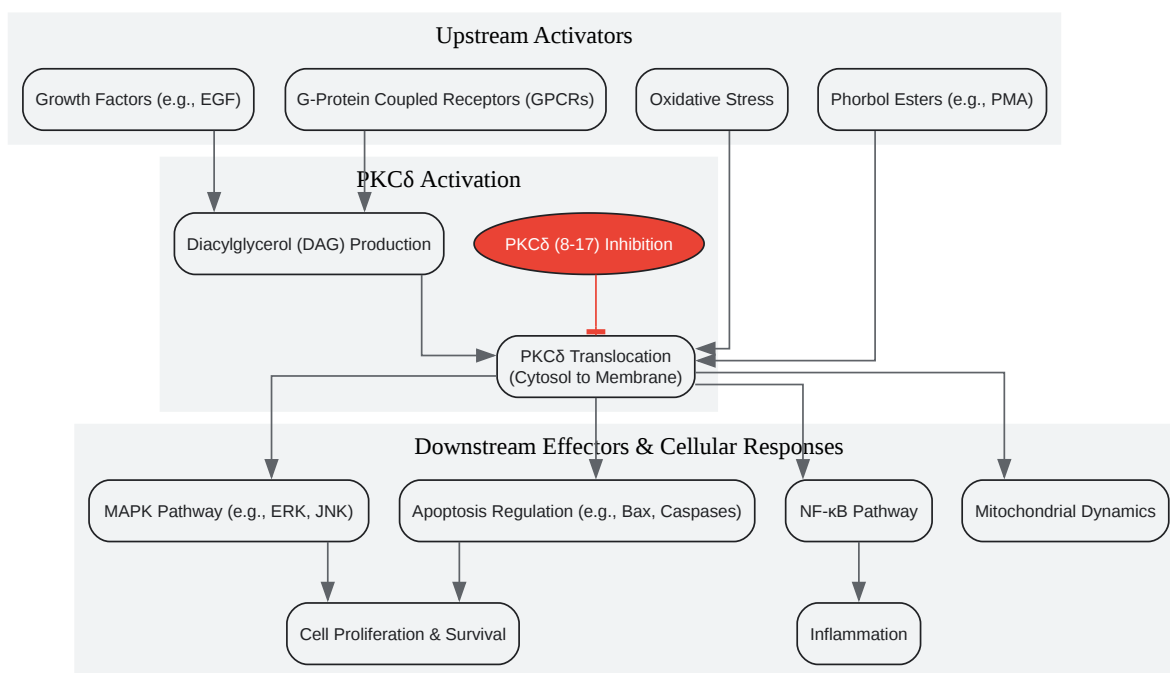 Upstream Activators
Growth Factors (e.g., EGF)
G-Protein Coupled Receptors (GPCRs)
Oxidative Stress
Phorbol Esters (e.g., PMA)
PKCδ Activation
Diacylglycerol (DAG) Production
PKCδ (8-17) Inhibition
PKCδ Translocation
(Cytosol to Membrane)
Downstream Effectors & Cellular Responses
MAPK Pathway (e.g., ERK, JNK)
Apoptosis Regulation (e.g., Bax, Caspases)
NF-κB Pathway
Mitochondrial Dynamics
Cell Proliferation & Survival
Inflammation